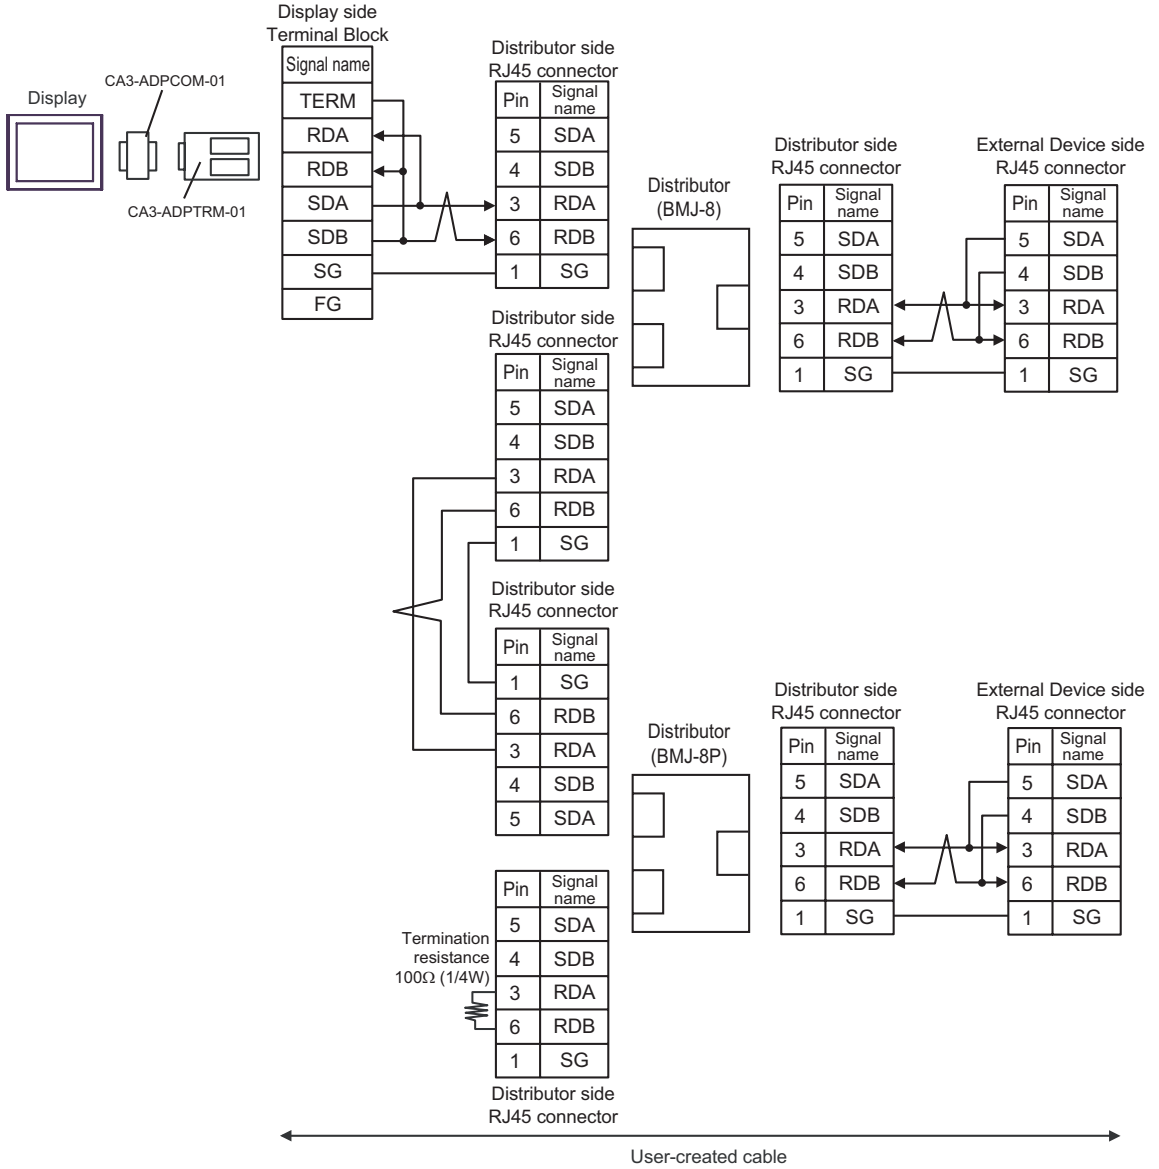 Display
CA3-ADPCOM-01
CA3-ADPTRM-01
Display side
Terminal Block
Signal name
TERM
RDA
RDB
SDA
SDB
SG
FG
Distributor side
RJ45 connector
Pin Signal name
5 SDA
4 SDB
3 RDA
6 RDB
1 SG
Distributor
(BMJ-8)
Distributor side
RJ45 connector
Pin Signal name
5 SDA
4 SDB
3 RDA
6 RDB
1 SG
External Device side
RJ45 connector
Pin Signal name
5 SDA
4 SDB
3 RDA
6 RDB
1 SG
Distributor side
RJ45 connector
Pin Signal name
5 SDA
4 SDB
3 RDA
6 RDB
1 SG
Distributor side
RJ45 connector
Pin Signal name
1 SG
6 RDB
3 RDA
4 SDB
5 SDA
Distributor
(BMJ-8P)
Distributor side
RJ45 connector
Pin Signal name
5 SDA
4 SDB
3 RDA
6 RDB
1 SG
External Device side
RJ45 connector
Pin Signal name
5 SDA
4 SDB
3 RDA
6 RDB
1 SG
Termination
resistance
100Ω (1/4W)
Pin Signal name
5 SDA
4 SDB
3 RDA
6 RDB
1 SG
Distributor side
RJ45 connector
User-created cable